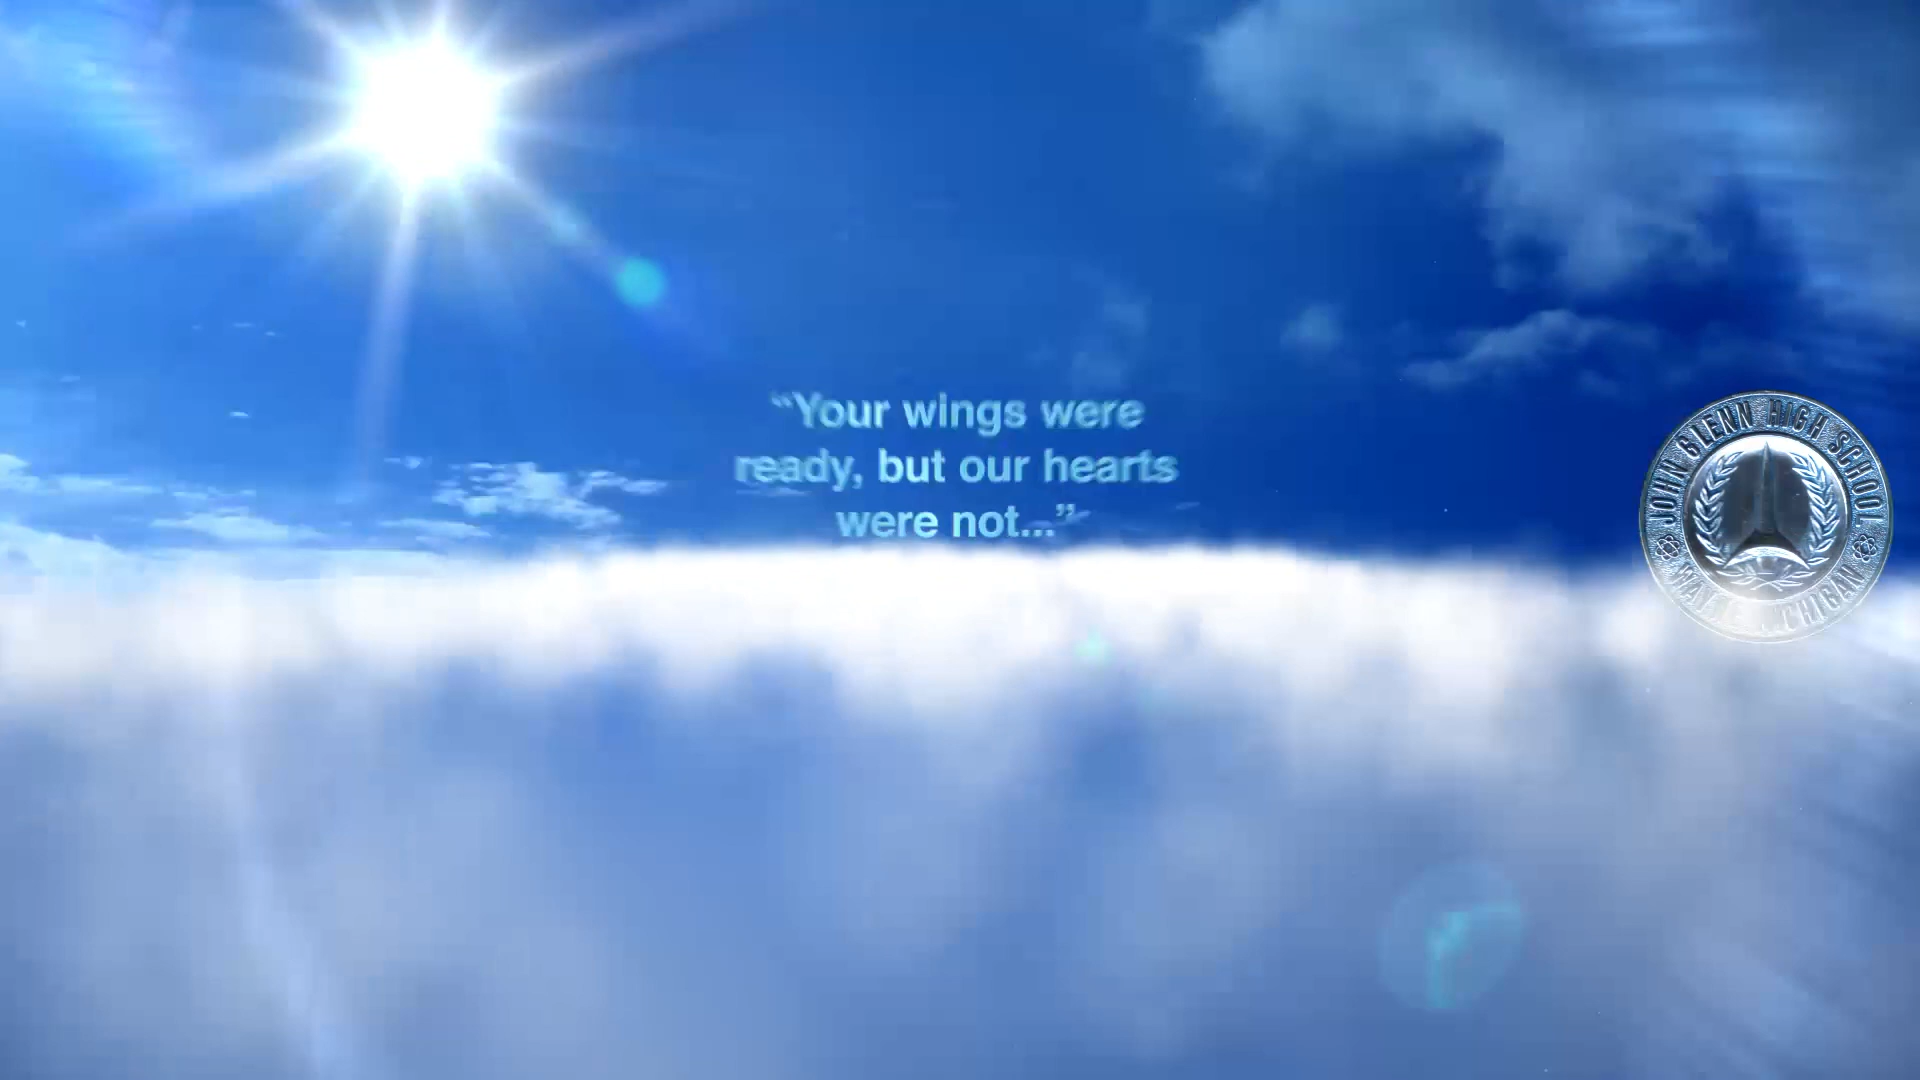 “Your wings were
ready, but our hearts
were not...”
JOHN GLENN HIGH SCHOOL